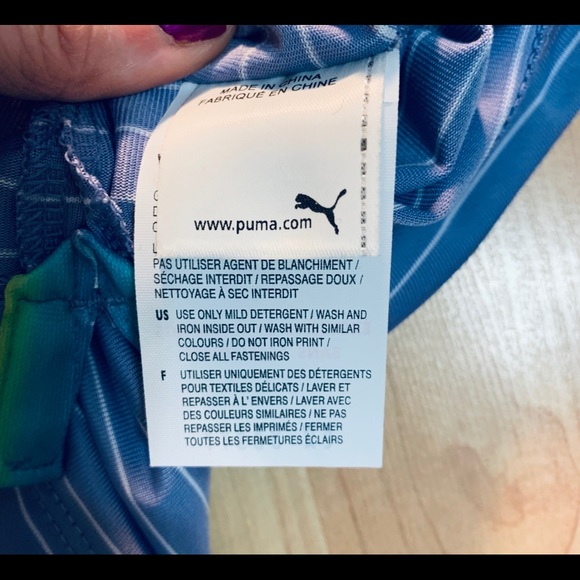 MADE IN CHINA
FABRIQUE EN CHINE
www.puma.com
PAS UTILISER AGENT DE BLANCHIMENT /
SÉCHAGE INTERDIT / REPASSAGE DOUX /
NETTOYAGE À SEC INTERDIT
US USE ONLY MILD DETERGENT / WASH AND
IRON INSIDE OUT / WASH WITH SIMILAR
COLOURS / DO NOT IRON PRINT /
CLOSE ALL FASTENINGS
F UTILISER UNIQUEMENT DES DÉTERGENTS
POUR TEXTILES DÉLICATS / LAVER ET
REPASSER À L' ENVERS / LAVER AVEC
DES COULEURS SIMILAIRES / NE PAS
REPASSER LES IMPRIMÉS / FERMER
TOUTES LES FERMETURES ÉCLAIRS